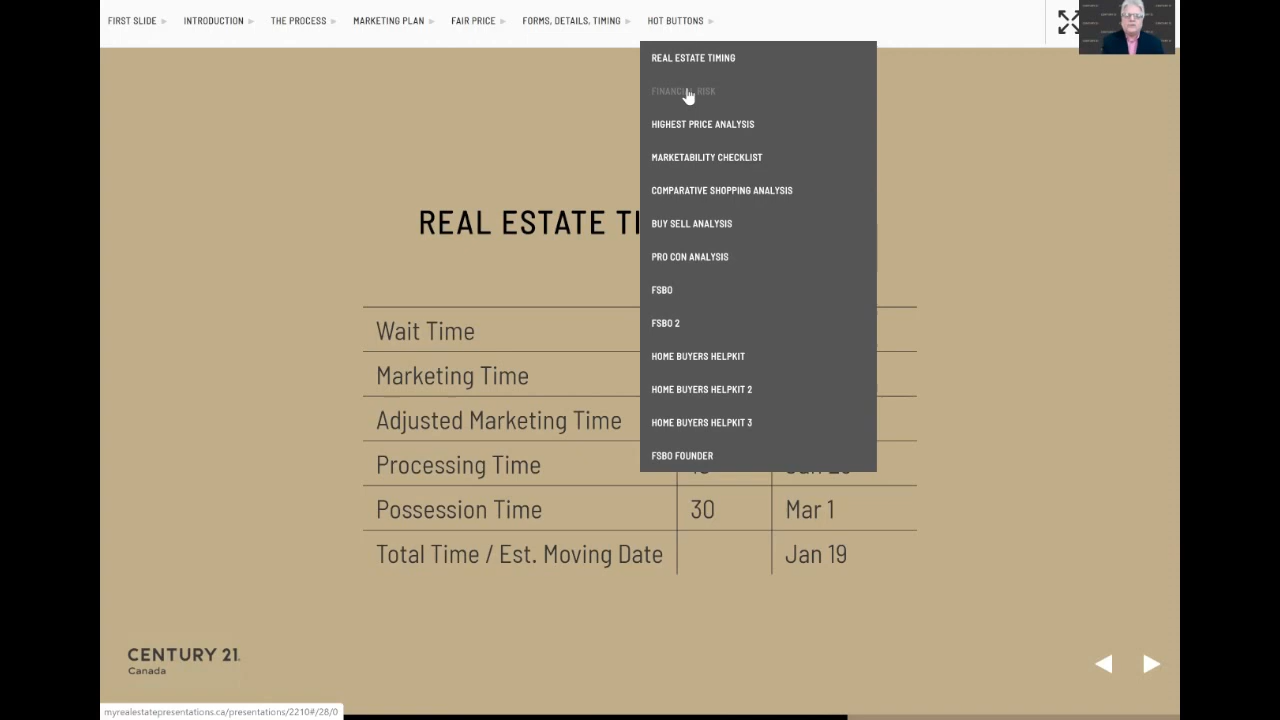 FIRST SLIDE INTRODUCTION THE PROCESS MARKETING PLAN FAIR PRICE FORMS, DETAILS, TIMING HOT BUTTONS
REAL ESTATE TIMING
FINANCIAL RISK
HIGHEST PRICE ANALYSIS
MARKETABILITY CHECKLIST
COMPARATIVE SHOPPING ANALYSIS
BUY SELL ANALYSIS
PRO CON ANALYSIS
FSBO
FSBO 2
HOME BUYERS HELPKIT
HOME BUYERS HELPKIT 2
HOME BUYERS HELPKIT 3
FSBO FOUNDER
REAL ESTATE TI
Wait Time
Marketing Time
Adjusted Marketing Time
Processing Time
Possession Time 30 Mar 1
Total Time / Est. Moving Date Jan 19
CENTURY 21.
Canada
myrealestatepresentations.ca/presentations/2210#/28/0